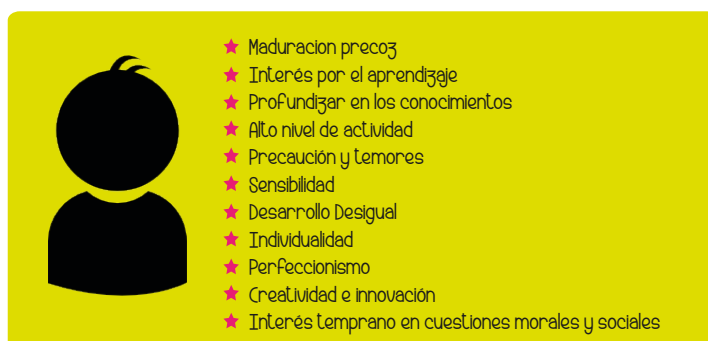 Maduracion precoz
Interés por el aprendizaje
Profundizar en los conocimientos
Alto nivel de actividad
Precaución y temores
Sensibilidad
Desarrollo Desigual
Individualidad
Perfeccionismo
Creatividad e innovación
Interés temprano en cuestiones morales y sociales